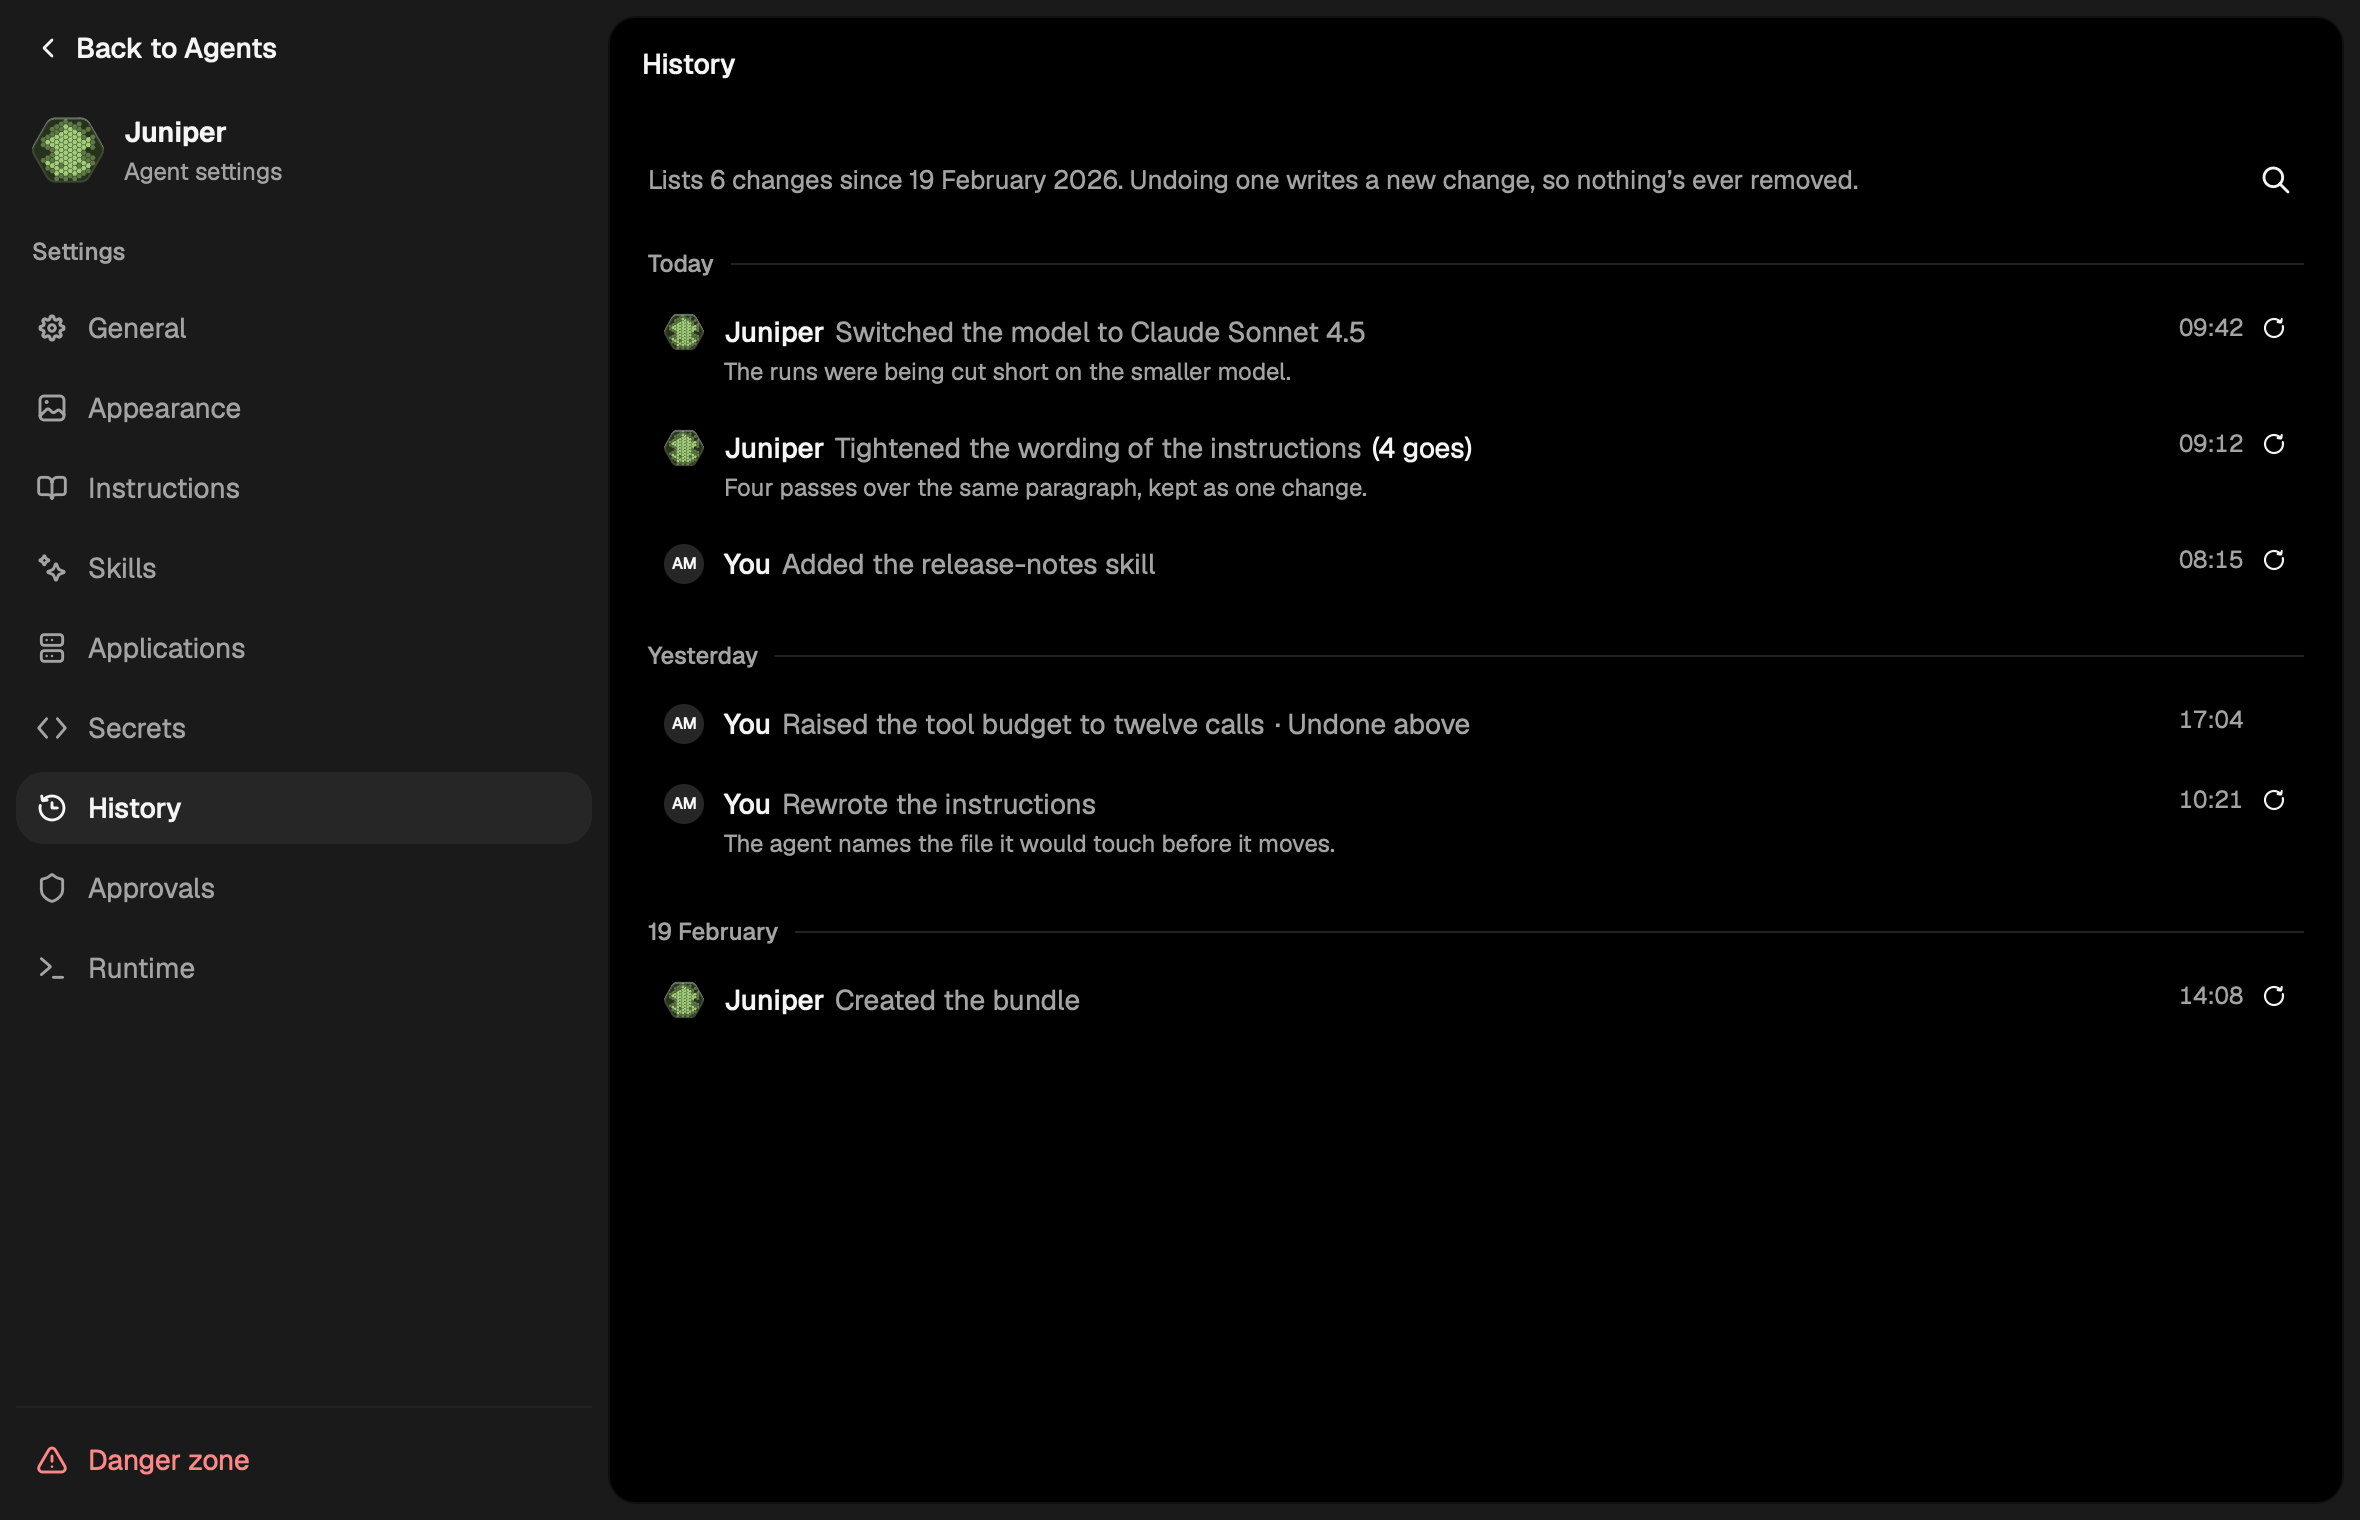 Back to Agents
Juniper
Agent settings
Settings
General
Appearance
Instructions
Skills
Applications
Secrets
History
Approvals
Runtime
Danger zone
History
Lists 6 changes since 19 February 2026. Undoing one writes a new change, so nothing’s ever removed.
Today
Juniper Switched the model to Claude Sonnet 4.5 09:42
The runs were being cut short on the smaller model.
Juniper Tightened the wording of the instructions (4 goes) 09:12
Four passes over the same paragraph, kept as one change.
AM You Added the release-notes skill 08:15
Yesterday
AM You Raised the tool budget to twelve calls · Undone above 17:04
AM You Rewrote the instructions 10:21
The agent names the file it would touch before it moves.
19 February
Juniper Created the bundle 14:08